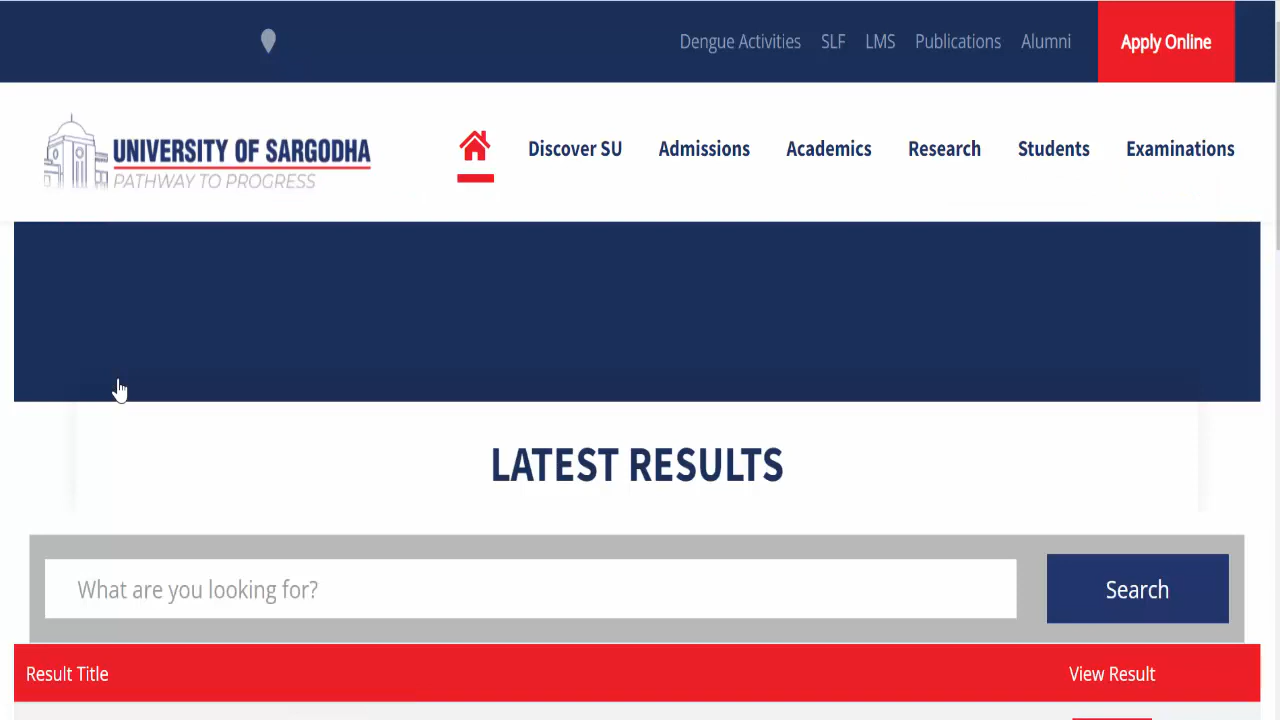 Dengue Activities SLF LMS Publications Alumni Apply Online
UNIVERSITY OF SARGODHA
PATHWAY TO PROGRESS
Discover SU Admissions Academics Research Students Examinations
LATEST RESULTS
What are you looking for? Search
Result Title View Result